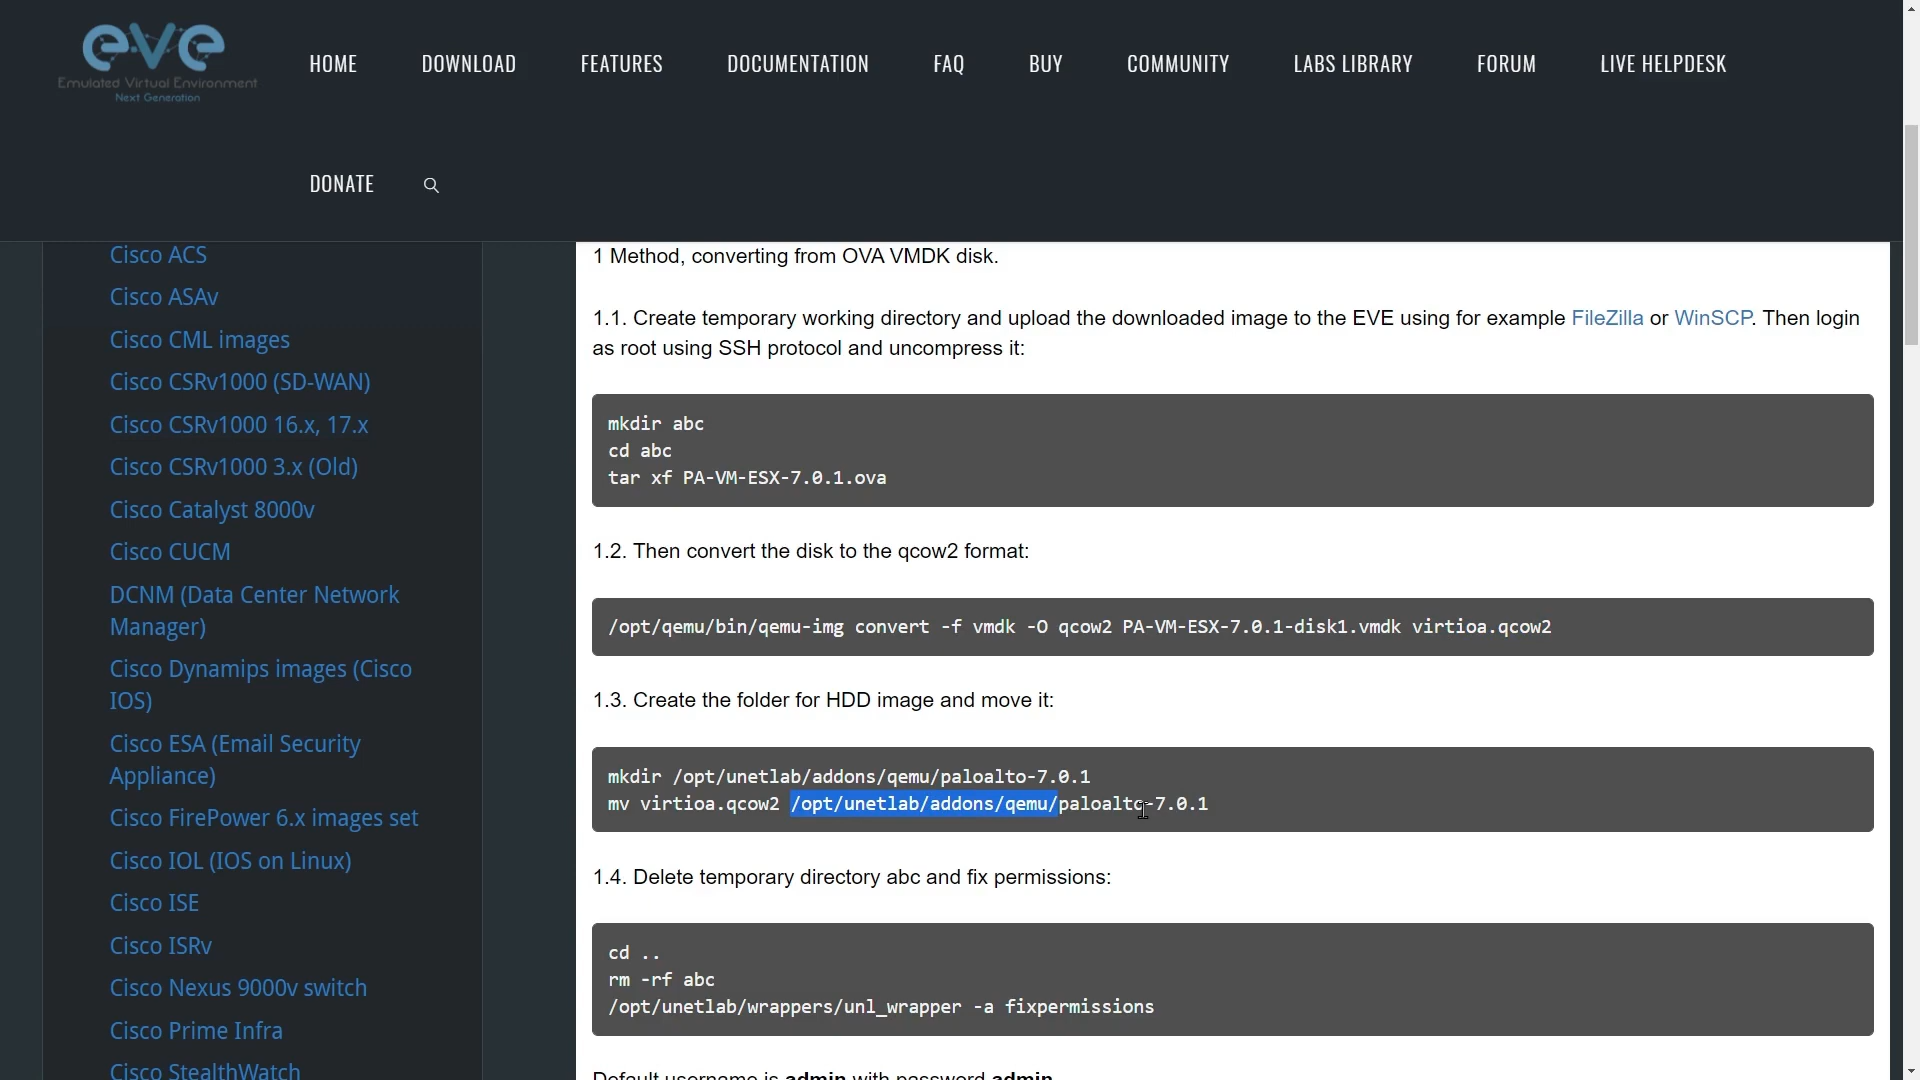 eve
Emulated Virtual Environment
Next Generation
HOME
DOWNLOAD
FEATURES
DOCUMENTATION
FAQ
BUY
COMMUNITY
LABS LIBRARY
FORUM
LIVE HELPDESK
DONATE
Cisco ACS
Cisco ASAv
Cisco CML images
Cisco CSRv1000 (SD-WAN)
Cisco CSRv1000 16.x, 17.x
Cisco CSRv1000 3.x (Old)
Cisco Catalyst 8000v
Cisco CUCM
DCNM (Data Center Network
Manager)
Cisco Dynamips images (Cisco
IOS)
Cisco ESA (Email Security
Appliance)
Cisco FirePower 6.x images set
Cisco IOL (IOS on Linux)
Cisco ISE
Cisco ISRv
Cisco Nexus 9000v switch
Cisco Prime Infra
Cisco StealthWatch
1 Method, converting from OVA VMDK disk.
1.1. Create temporary working directory and upload the downloaded image to the EVE using for example FileZilla or WinSCP. Then login
as root using SSH protocol and uncompress it:
mkdir abc
cd abc
tar xf PA-VM-ESX-7.0.1.ova
1.2. Then convert the disk to the qcow2 format:
/opt/qemu/bin/qemu-img convert -f vmdk -O qcow2 PA-VM-ESX-7.0.1-disk1.vmdk virtioa.qcow2
1.3. Create the folder for HDD image and move it:
mkdir /opt/unetlab/addons/qemu/paloalto-7.0.1
mv virtioa.qcow2 /opt/unetlab/addons/qemu/paloalto-7.0.1
1.4. Delete temporary directory abc and fix permissions:
cd ..
rm -rf abc
/opt/unetlab/wrappers/unl_wrapper -a fixpermissions
Default username is admin with password admin